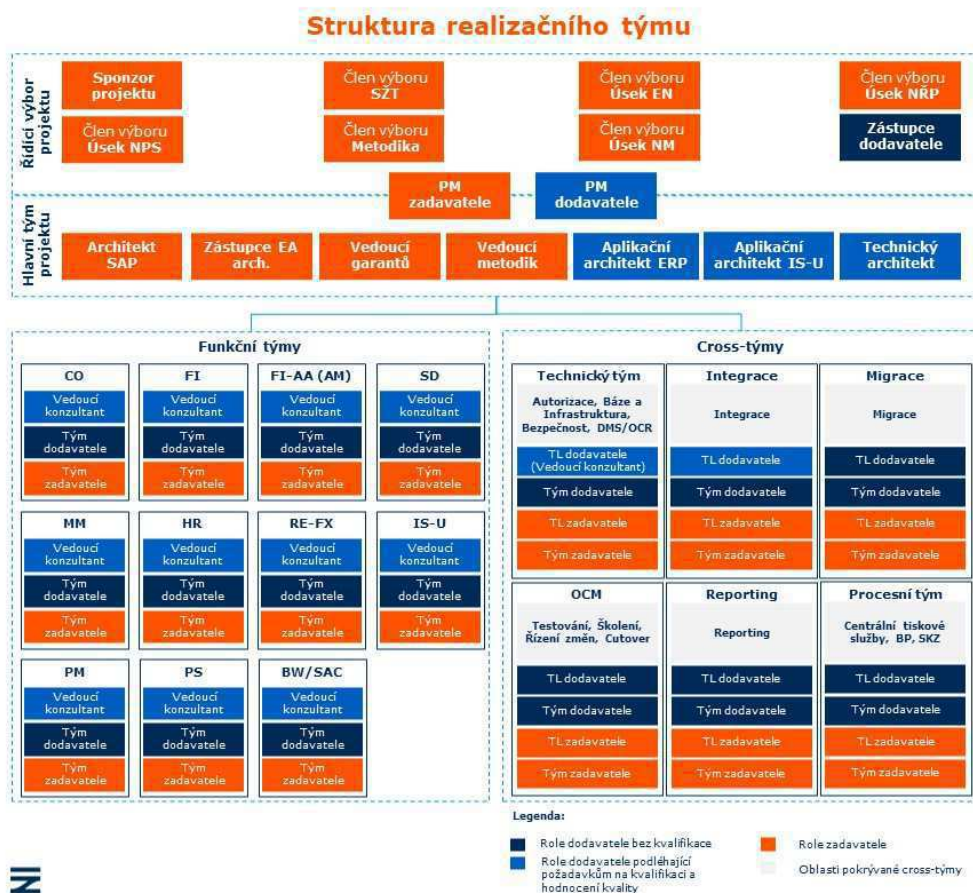 Struktura realizačního týmu
Řídící výbor
projektu
Sponzor
projektu
Člen výboru
SŽT
Člen výboru
Úsek EN
Člen výboru
Úsek NŘP
Člen výboru
Úsek NPS
Člen výboru
Metodika
Člen výboru
Úsek NM
Zástupce
dodavatele
PM
zadavatele
PM
dodavatele
Hlavní tým
projektu
Architekt
SAP
Zástupce EA
arch.
Vedoucí
garantů
Vedoucí
metodik
Aplikační
architekt ERP
Aplikační
architekt IS-U
Technický
architekt
Funkční týmy
CO
Vedoucí
konzultant
Tým
dodavatele
Tým
zadavatele
FI
Vedoucí
konzultant
Tým
dodavatele
Tým
zadavatele
FI-AA (AM)
Vedoucí
konzultant
Tým
dodavatele
Tým
zadavatele
SD
Vedoucí
konzultant
Tým
dodavatele
Tým
zadavatele
MM
Vedoucí
konzultant
Tým
dodavatele
Tým
zadavatele
HR
Vedoucí
konzultant
Tým
dodavatele
Tým
zadavatele
RE-FX
Vedoucí
konzultant
Tým
dodavatele
Tým
zadavatele
IS-U
Vedoucí
konzultant
Tým
dodavatele
Tým
zadavatele
PM
Vedoucí
konzultant
Tým
dodavatele
Tým
zadavatele
PS
Vedoucí
konzultant
Tým
dodavatele
Tým
zadavatele
BW/SAC
Vedoucí
konzultant
Tým
dodavatele
Tým
zadavatele
Cross-týmy
Technický tým
Autorizace, Báze a
Infrastruktura,
Bezpečnost, DMS/OCR
TL dodavatele
(Vedoucí konzultant)
Tým dodavatele
TL zadavatele
Tým zadavatele
Integrace
Integrace
TL dodavatele
Tým dodavatele
TL zadavatele
Tým zadavatele
Migrace
Migrace
TL dodavatele
Tým dodavatele
TL zadavatele
Tým zadavatele
OCM
Testování, Školení,
Řízení změn, Cutover
TL dodavatele
Tým dodavatele
TL zadavatele
Tým zadavatele
Reporting
Reporting
TL dodavatele
Tým dodavatele
TL zadavatele
Tým zadavatele
Procesní tým
Centrální tiskové
služby, BP, SKZ
TL dodavatele
Tým dodavatele
TL zadavatele
Tým zadavatele
Legenda:
Role dodavatele bez kvalifikace
Role dodavatele podléhající
požadavkům na kvalifikaci a
hodnocení kvality
Role zadavatele
Oblasti pokrývané cross-týmy